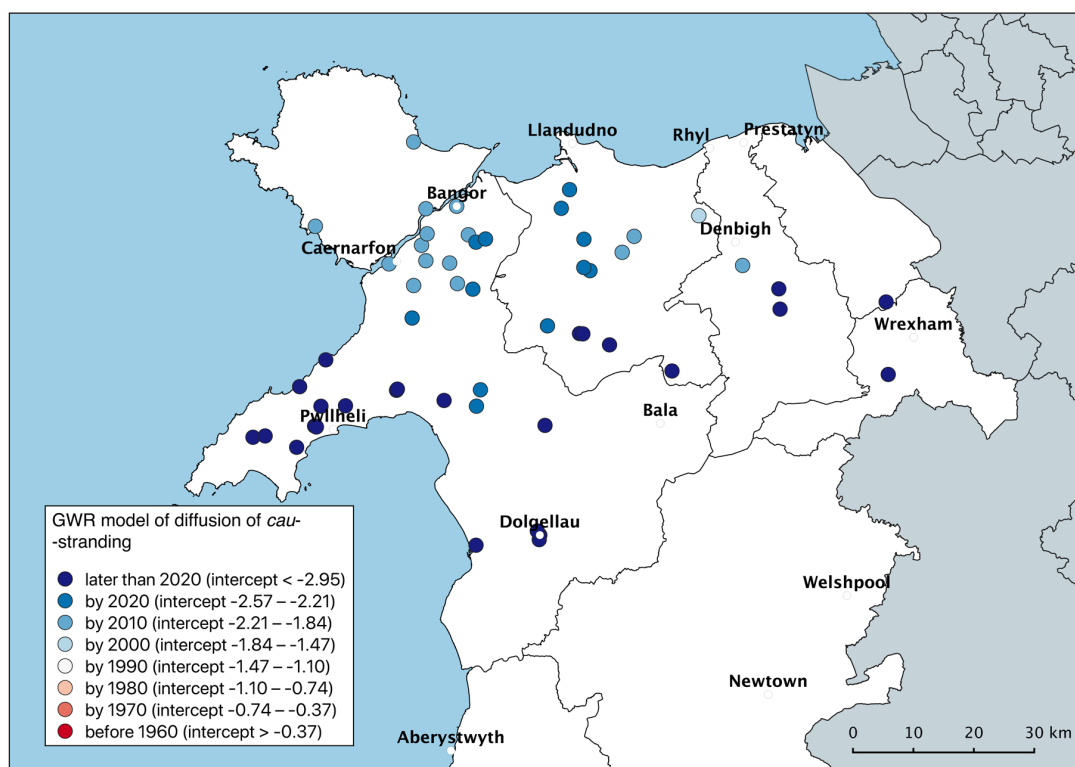 Llandudno
Rhyl
Prestatyn
Bangor
Denbigh
Caernarfon
Wrexham
Pwllheli
Bala
Dolgellau
Welshpool
Newtown
Aberystwyth
GWR model of diffusion of cau-
-stranding
later than 2020 (intercept < -2.95)
by 2020 (intercept -2.57 – -2.21)
by 2010 (intercept -2.21 – -1.84)
by 2000 (intercept -1.84 – -1.47)
by 1990 (intercept -1.47 – -1.10)
by 1980 (intercept -1.10 – -0.74)
by 1970 (intercept -0.74 – -0.37)
before 1960 (intercept > -0.37)
0 10 20 30 km